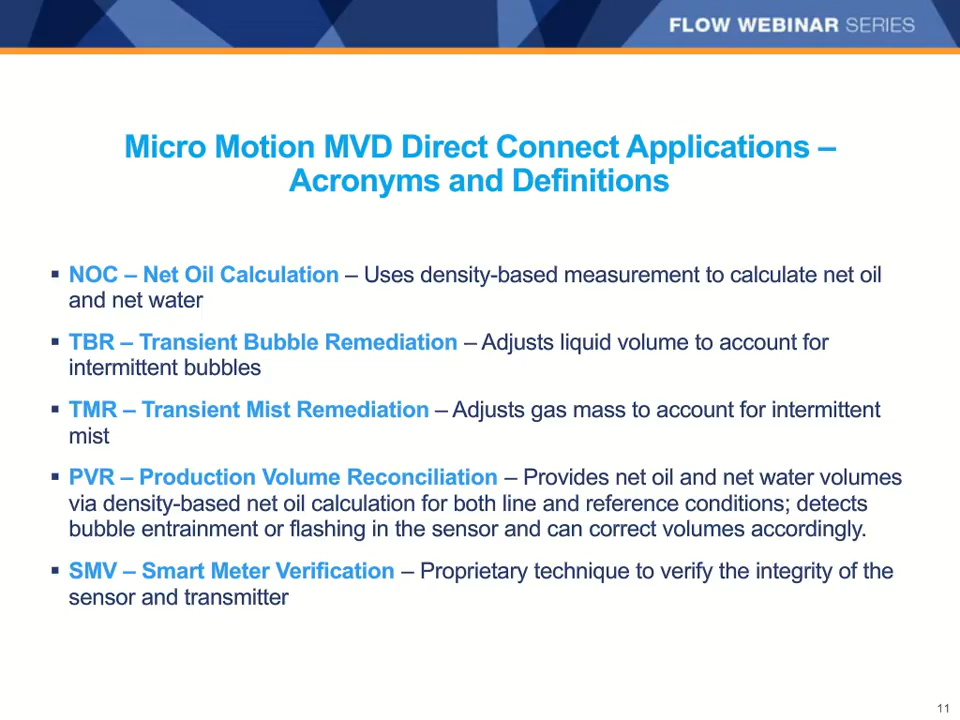 FLOW WEBINAR SERIES
Micro Motion MVD Direct Connect Applications –
Acronyms and Definitions
▪ NOC – Net Oil Calculation – Uses density-based measurement to calculate net oil
and net water
▪ TBR – Transient Bubble Remediation – Adjusts liquid volume to account for
intermittent bubbles
▪ TMR – Transient Mist Remediation – Adjusts gas mass to account for intermittent
mist
▪ PVR – Production Volume Reconciliation – Provides net oil and net water volumes
via density-based net oil calculation for both line and reference conditions; detects
bubble entrainment or flashing in the sensor and can correct volumes accordingly.
▪ SMV – Smart Meter Verification – Proprietary technique to verify the integrity of the
sensor and transmitter
11